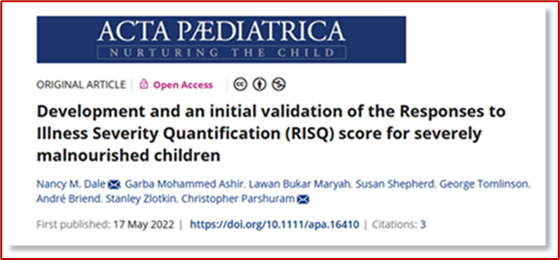 ACTA PÆDIATRICA
NURTURING THE CHILD
ORIGINAL ARTICLE | Open Access |
Development and an initial validation of the Responses to
Illness Severity Quantification (RISQ) score for severely
malnourished children
Nancy M. Dale, Garba Mohammed Ashir, Lawan Bukar Maryah, Susan Shepherd, George Tomlinson,
André Briend, Stanley Zlotkin, Christopher Parshuram
First published: 17 May 2022 | https://doi.org/10.1111/apa.16410 | Citations: 3